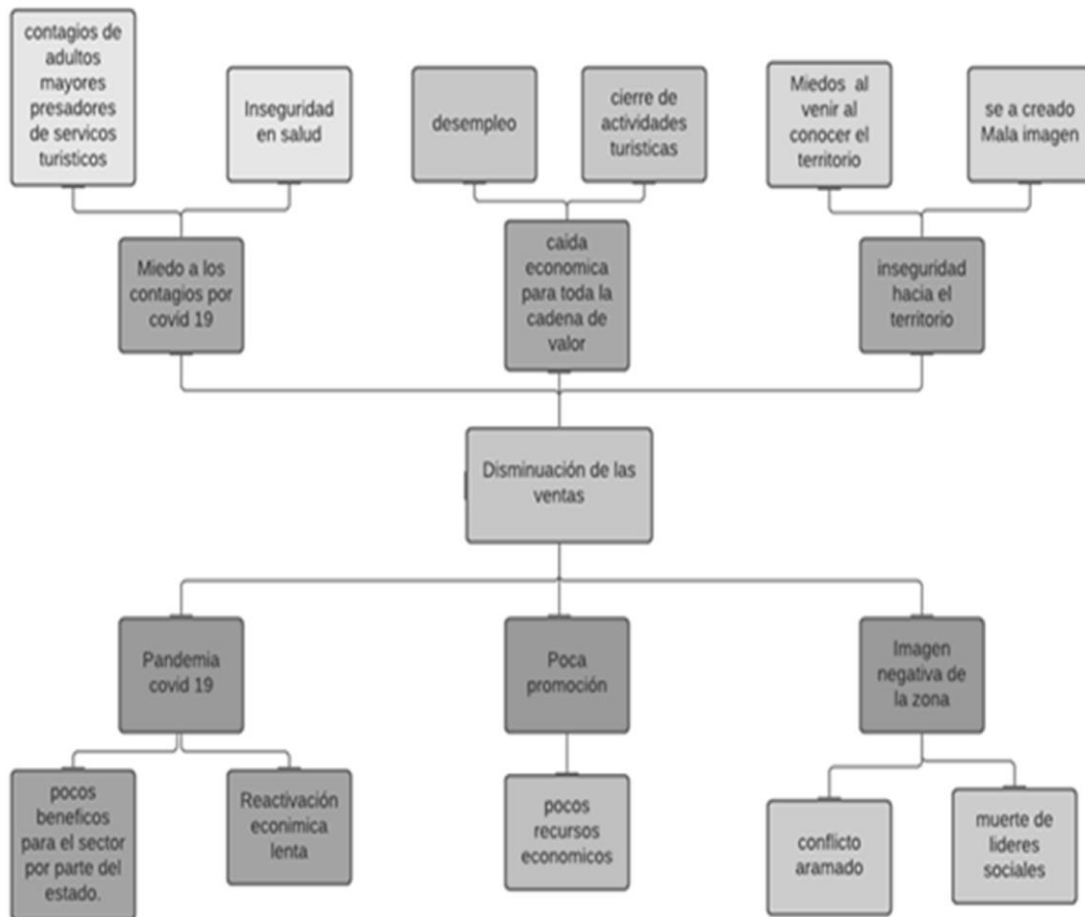 contagios de
adultos
mayores
presadores
de servicos
turisticos
Inseguridad
en salud
desempleo
cierre de
actividades
turisticas
Miedos al
venir al
conocer el
territorio
se a creado
Mala imagen
Miedo a los
contagios por
covid 19
caida
economica
para toda la
cadena de
valor
inseguridad
hacia el
territorio
Disminuación de las
ventas
Pandemia
covid 19
Poca
promoción
Imagen
negativa de
la zona
pocos
beneficos
para el sector
por parte del
estado.
Reactivación
econimica
lenta
pocos
recursos
economicos
conflicto
aramado
muerte de
lideres
sociales